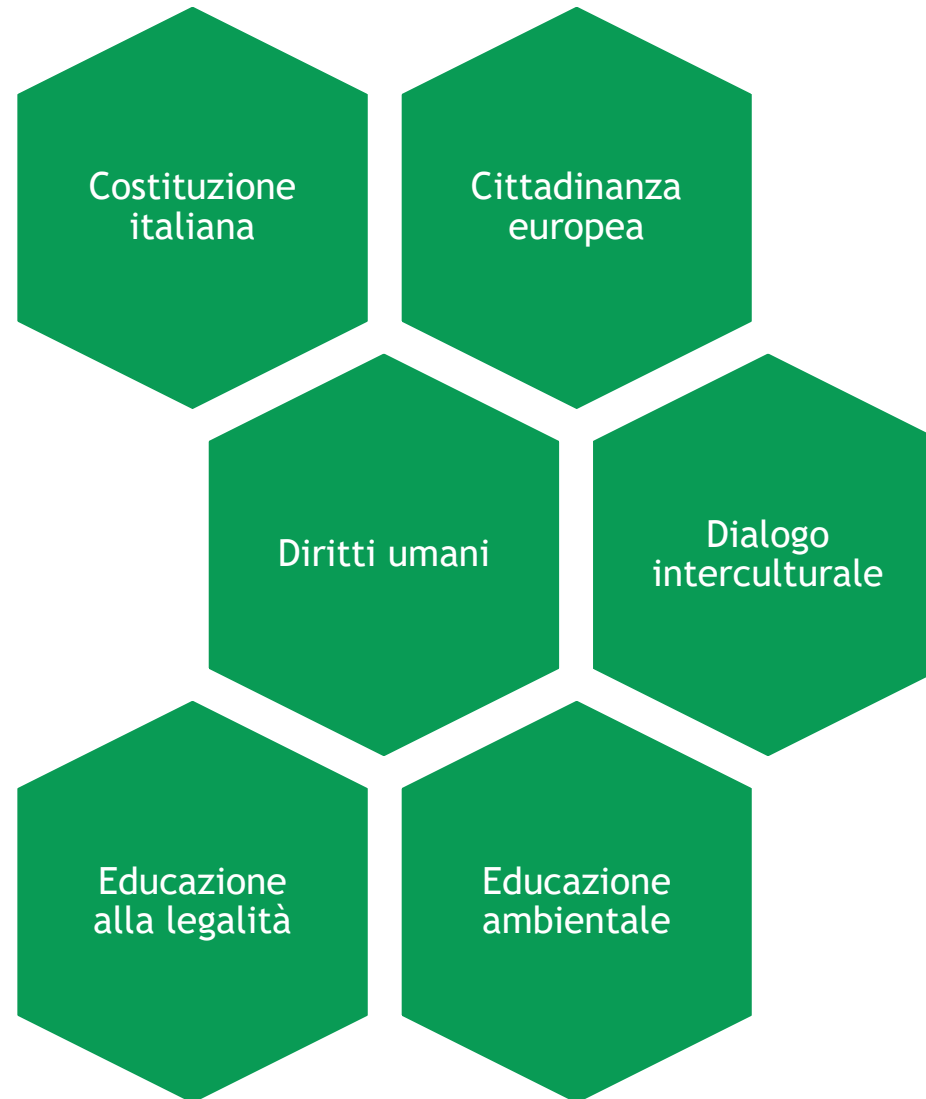 Costituzione
italiana
Cittadinanza
europea
Diritti umani
Dialogo
interculturale
Educazione
alla legalità
Educazione
ambientale